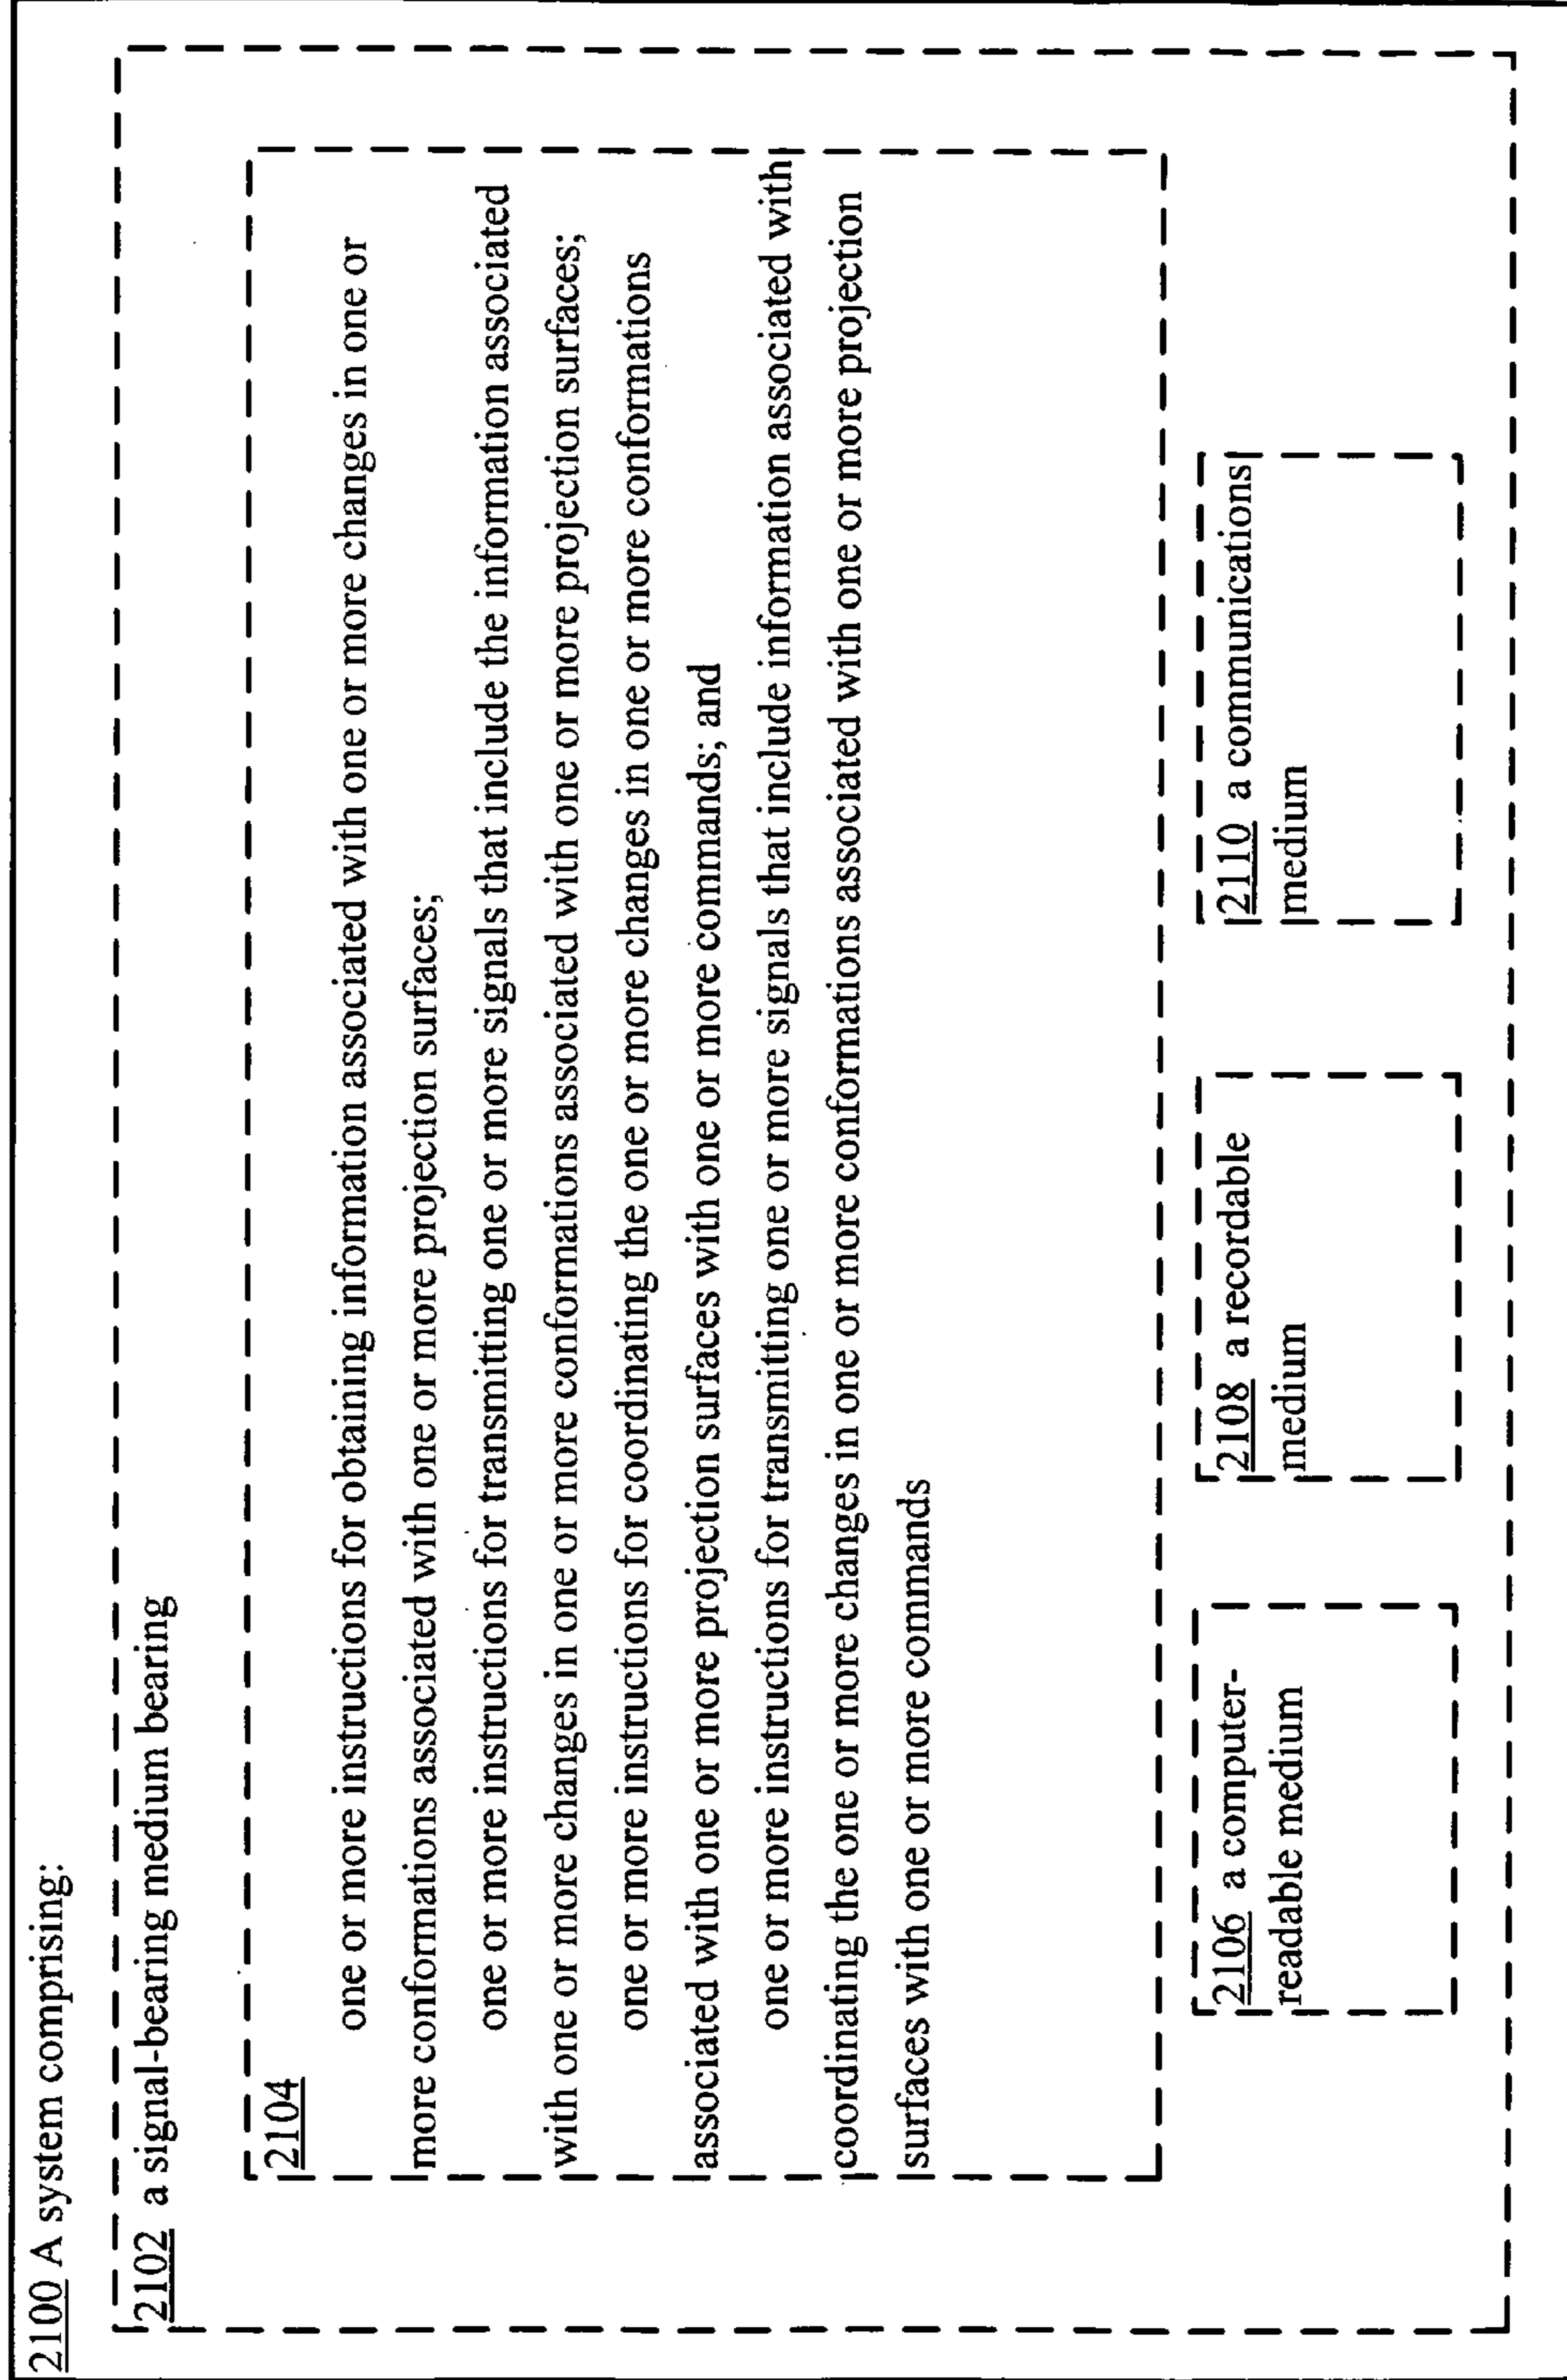 2100 A system comprising:
2102 a signal-bearing medium bearing
2104
one or more instructions for obtaining information associated with one or more changes in one or
more conformations associated with one or more projection surfaces;
one or more instructions for transmitting one or more signals that include the information associated
with one or more changes in one or more conformations associated with one or more projection surfaces;
one or more instructions for coordinating the one or more changes in one or more conformations
associated with one or more projection surfaces with one or more commands; and
one or more instructions for transmitting one or more signals that include information associated with
coordinating the one or more changes in one or more conformations associated with one or more projection
surfaces with one or more commands
2106 a computer-
readable medium
2108 a recordable
medium
2110 a communications
medium